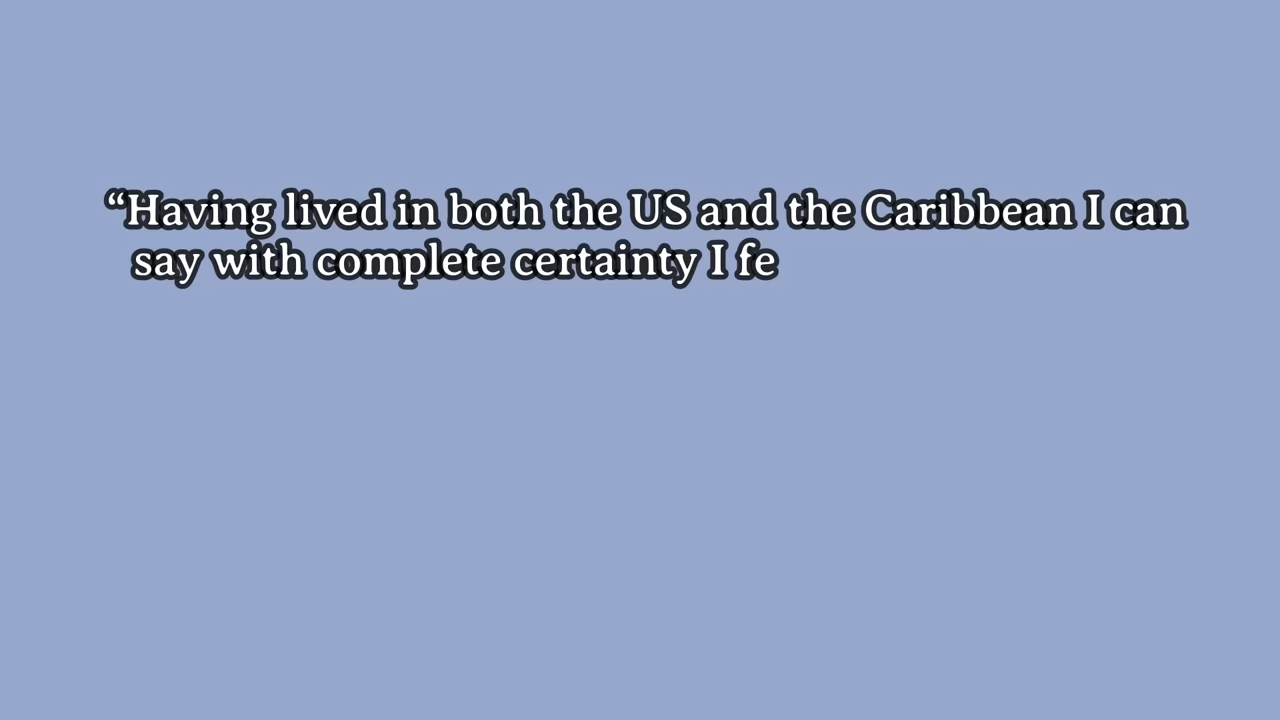 “Having lived in both the US and the Caribbean I can
say with complete certainty I fe